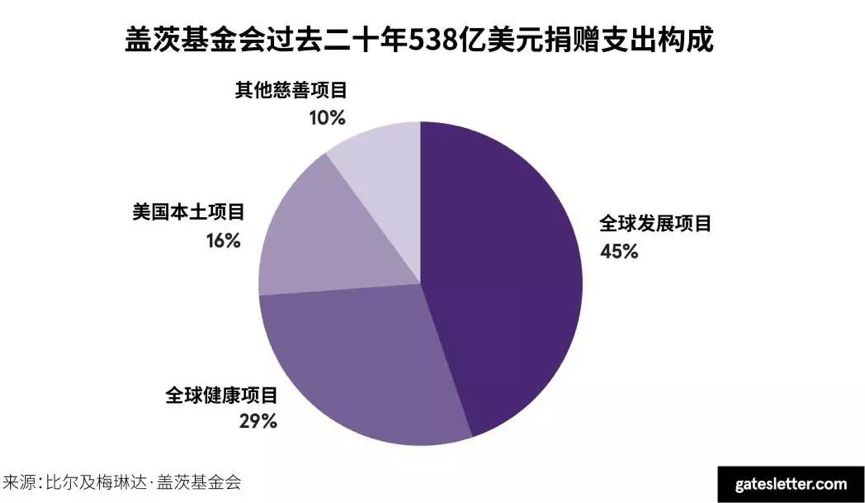 盖茨基金会过去二十年538亿美元捐赠支出构成
其他慈善项目
10%
美国本土项目
16%
全球发展项目
45%
全球健康项目
29%
来源：比尔及梅琳达·盖茨基金会
gatesletter.com